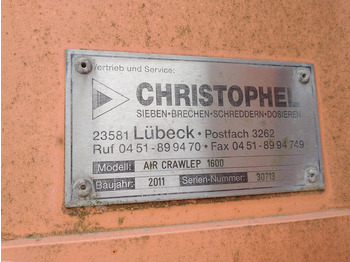 Vertrieb und Service:
CHRISTOPHEL
SIEBEN·BRECHEN·SCHREDDERN·DOSIEREN
23581 Lübeck · Postfach 3262
Ruf 04 51-89 94 70 · Fax 04 51-89 94 749
Modell: AIR CRAWLEP 1600
Baujahr: 2011 Serien-Nummer: 30713